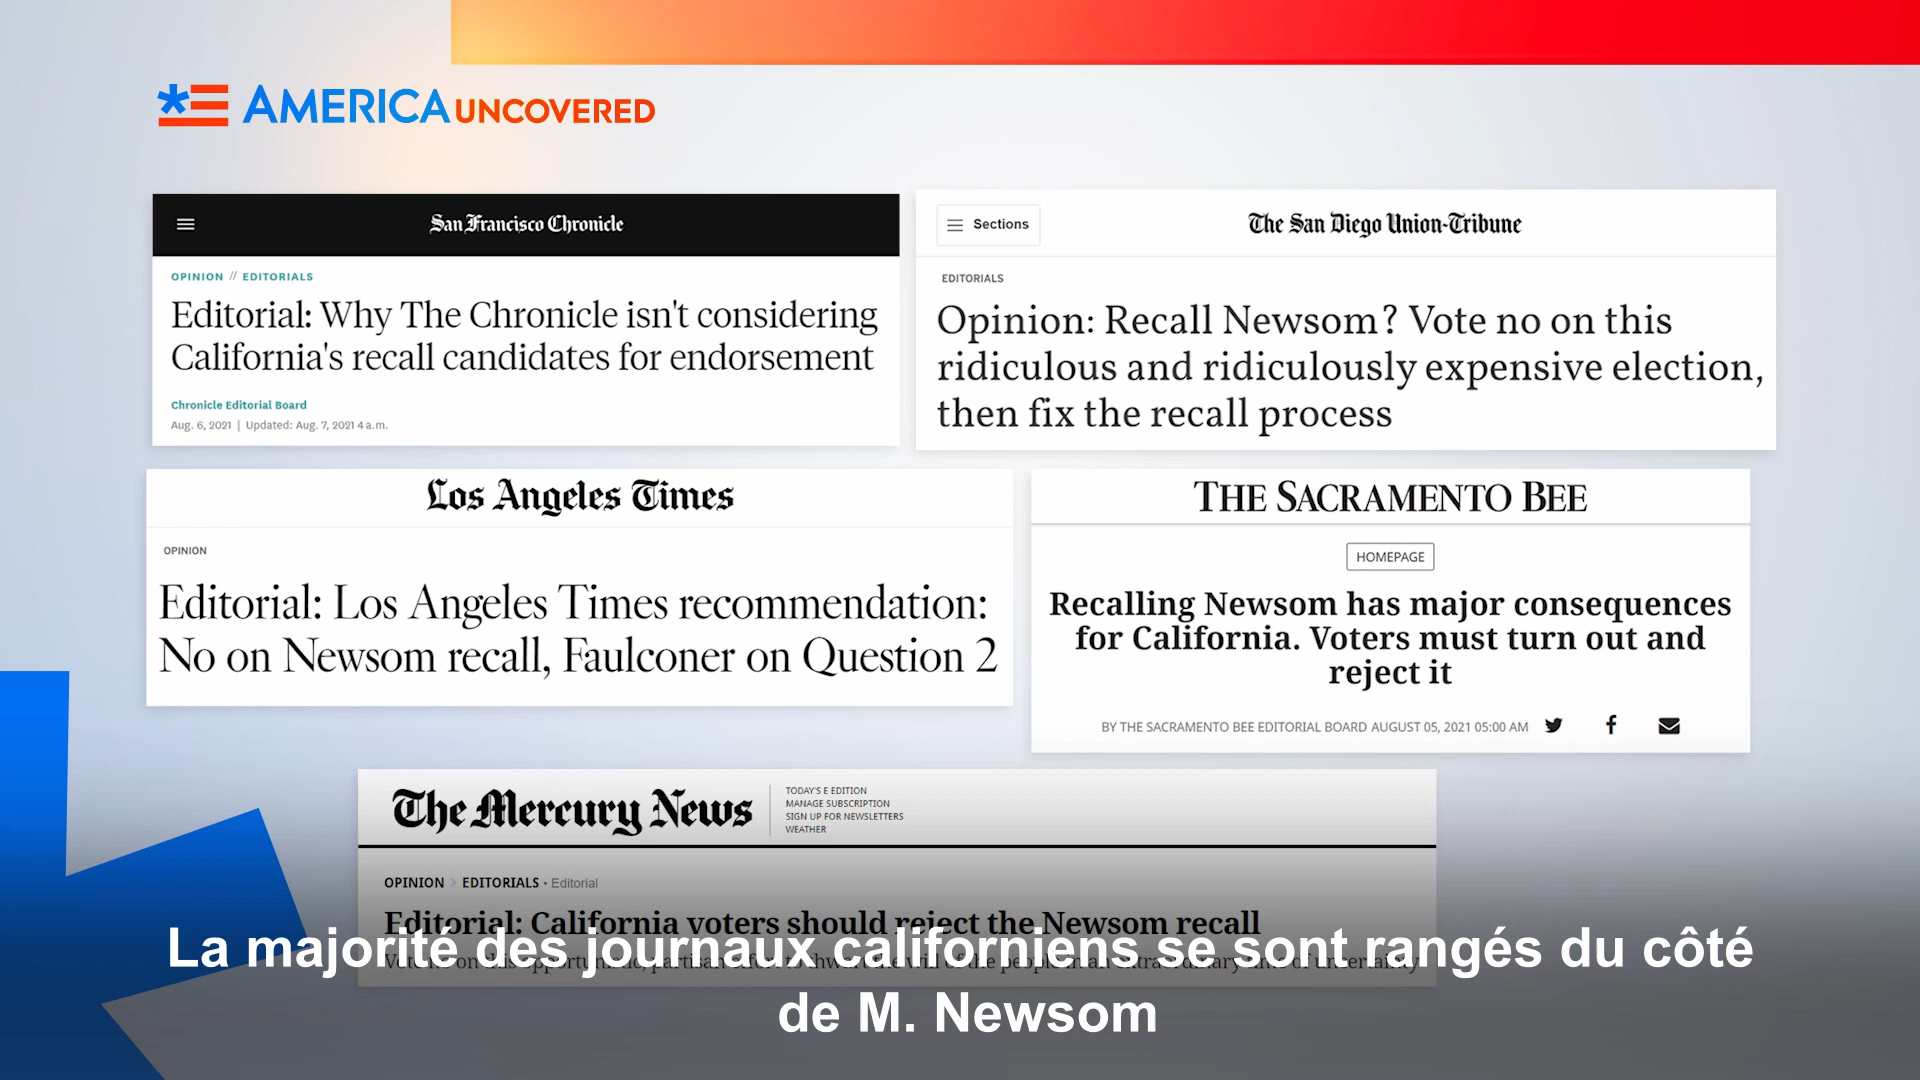 AMERICA UNCOVERED
San Francisco Chronicle
OPINION // EDITORIALS
Editorial: Why The Chronicle isn't considering
California's recall candidates for endorsement
Chronicle Editorial Board
Aug. 6, 2021 | Updated: Aug. 7, 2021 4 a.m.
Sections
The San Diego Union-Tribune
EDITORIALS
Opinion: Recall Newsom? Vote no on this
ridiculous and ridiculously expensive election,
then fix the recall process
Los Angeles Times
OPINION
Editorial: Los Angeles Times recommendation:
No on Newsom recall, Faulconer on Question 2
THE SACRAMENTO BEE
HOMEPAGE
Recalling Newsom has major consequences
for California. Voters must turn out and
reject it
BY THE SACRAMENTO BEE EDITORIAL BOARD AUGUST 05, 2021 05:00 AM
The Mercury News
TODAY'S E EDITION
MANAGE SUBSCRIPTION
SIGN UP FOR NEWSLETTERS
WEATHER
OPINION > EDITORIALS • Editorial
Editorial: California voters should reject the Newsom recall
La majorité des journaux californiens se sont rangés du côté
de M. Newsom